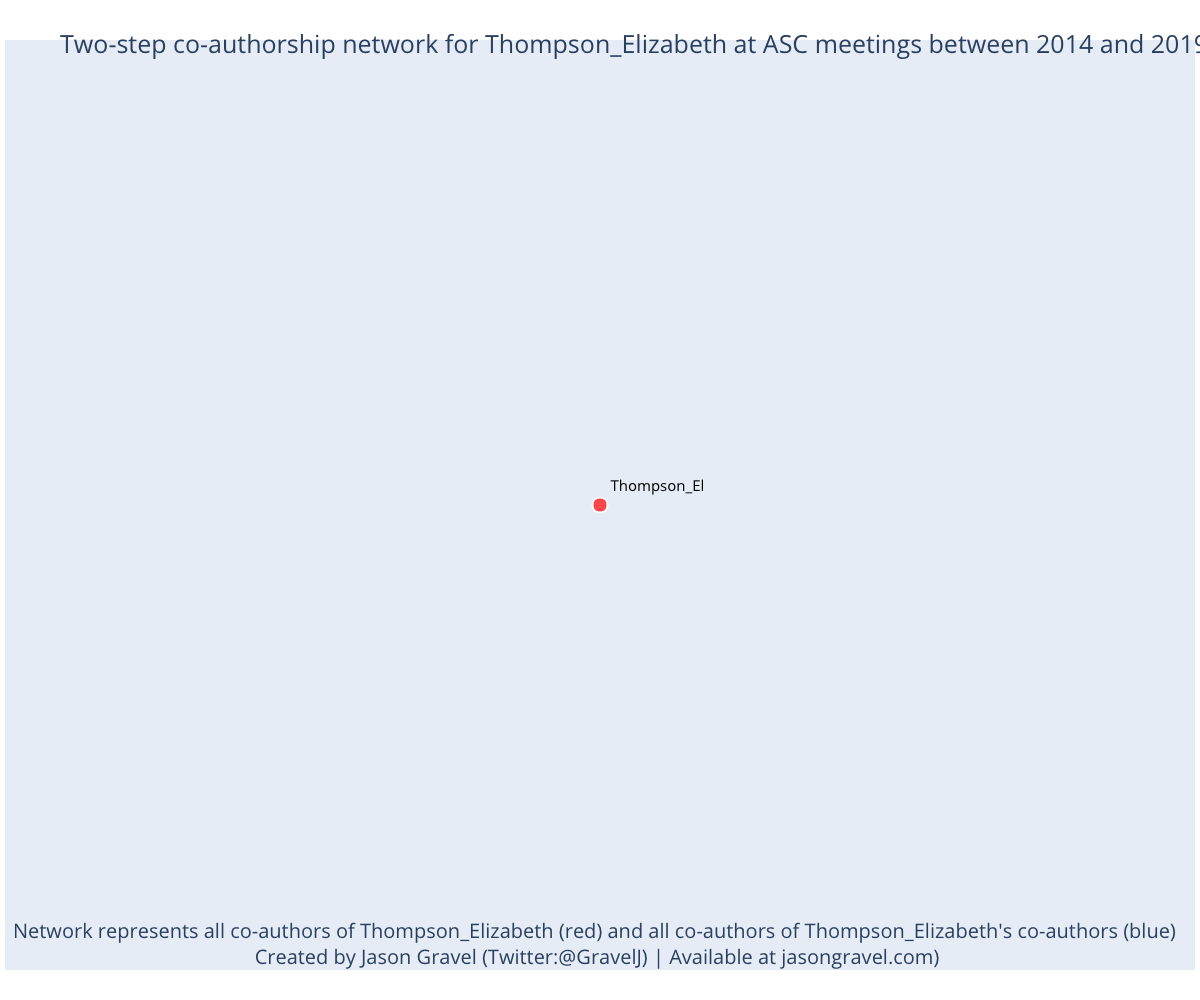 Two-step co-authorship network for Thompson_Elizabeth at ASC meetings between 2014 and 2019
Thompson_El
Network represents all co-authors of Thompson_Elizabeth (red) and all co-authors of Thompson_Elizabeth's co-authors (blue)
Created by Jason Gravel (Twitter:@GravelJ) | Available at jasongravel.com)